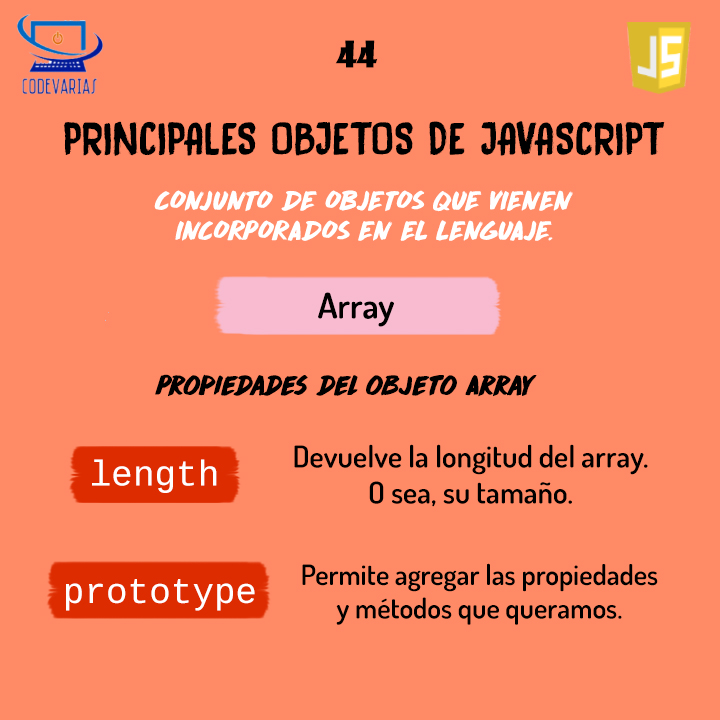 CODEVARIAS
44
JS
PRINCIPALES OBJETOS DE JAVASCRIPT
CONJUNTO DE OBJETOS QUE VIENEN
INCORPORADOS EN EL LENGUAJE.
Array
PROPIEDADES DEL OBJETO ARRAY
length
Devuelve la longitud del array.
O sea, su tamaño.
prototype
Permite agregar las propiedades
y métodos que queramos.